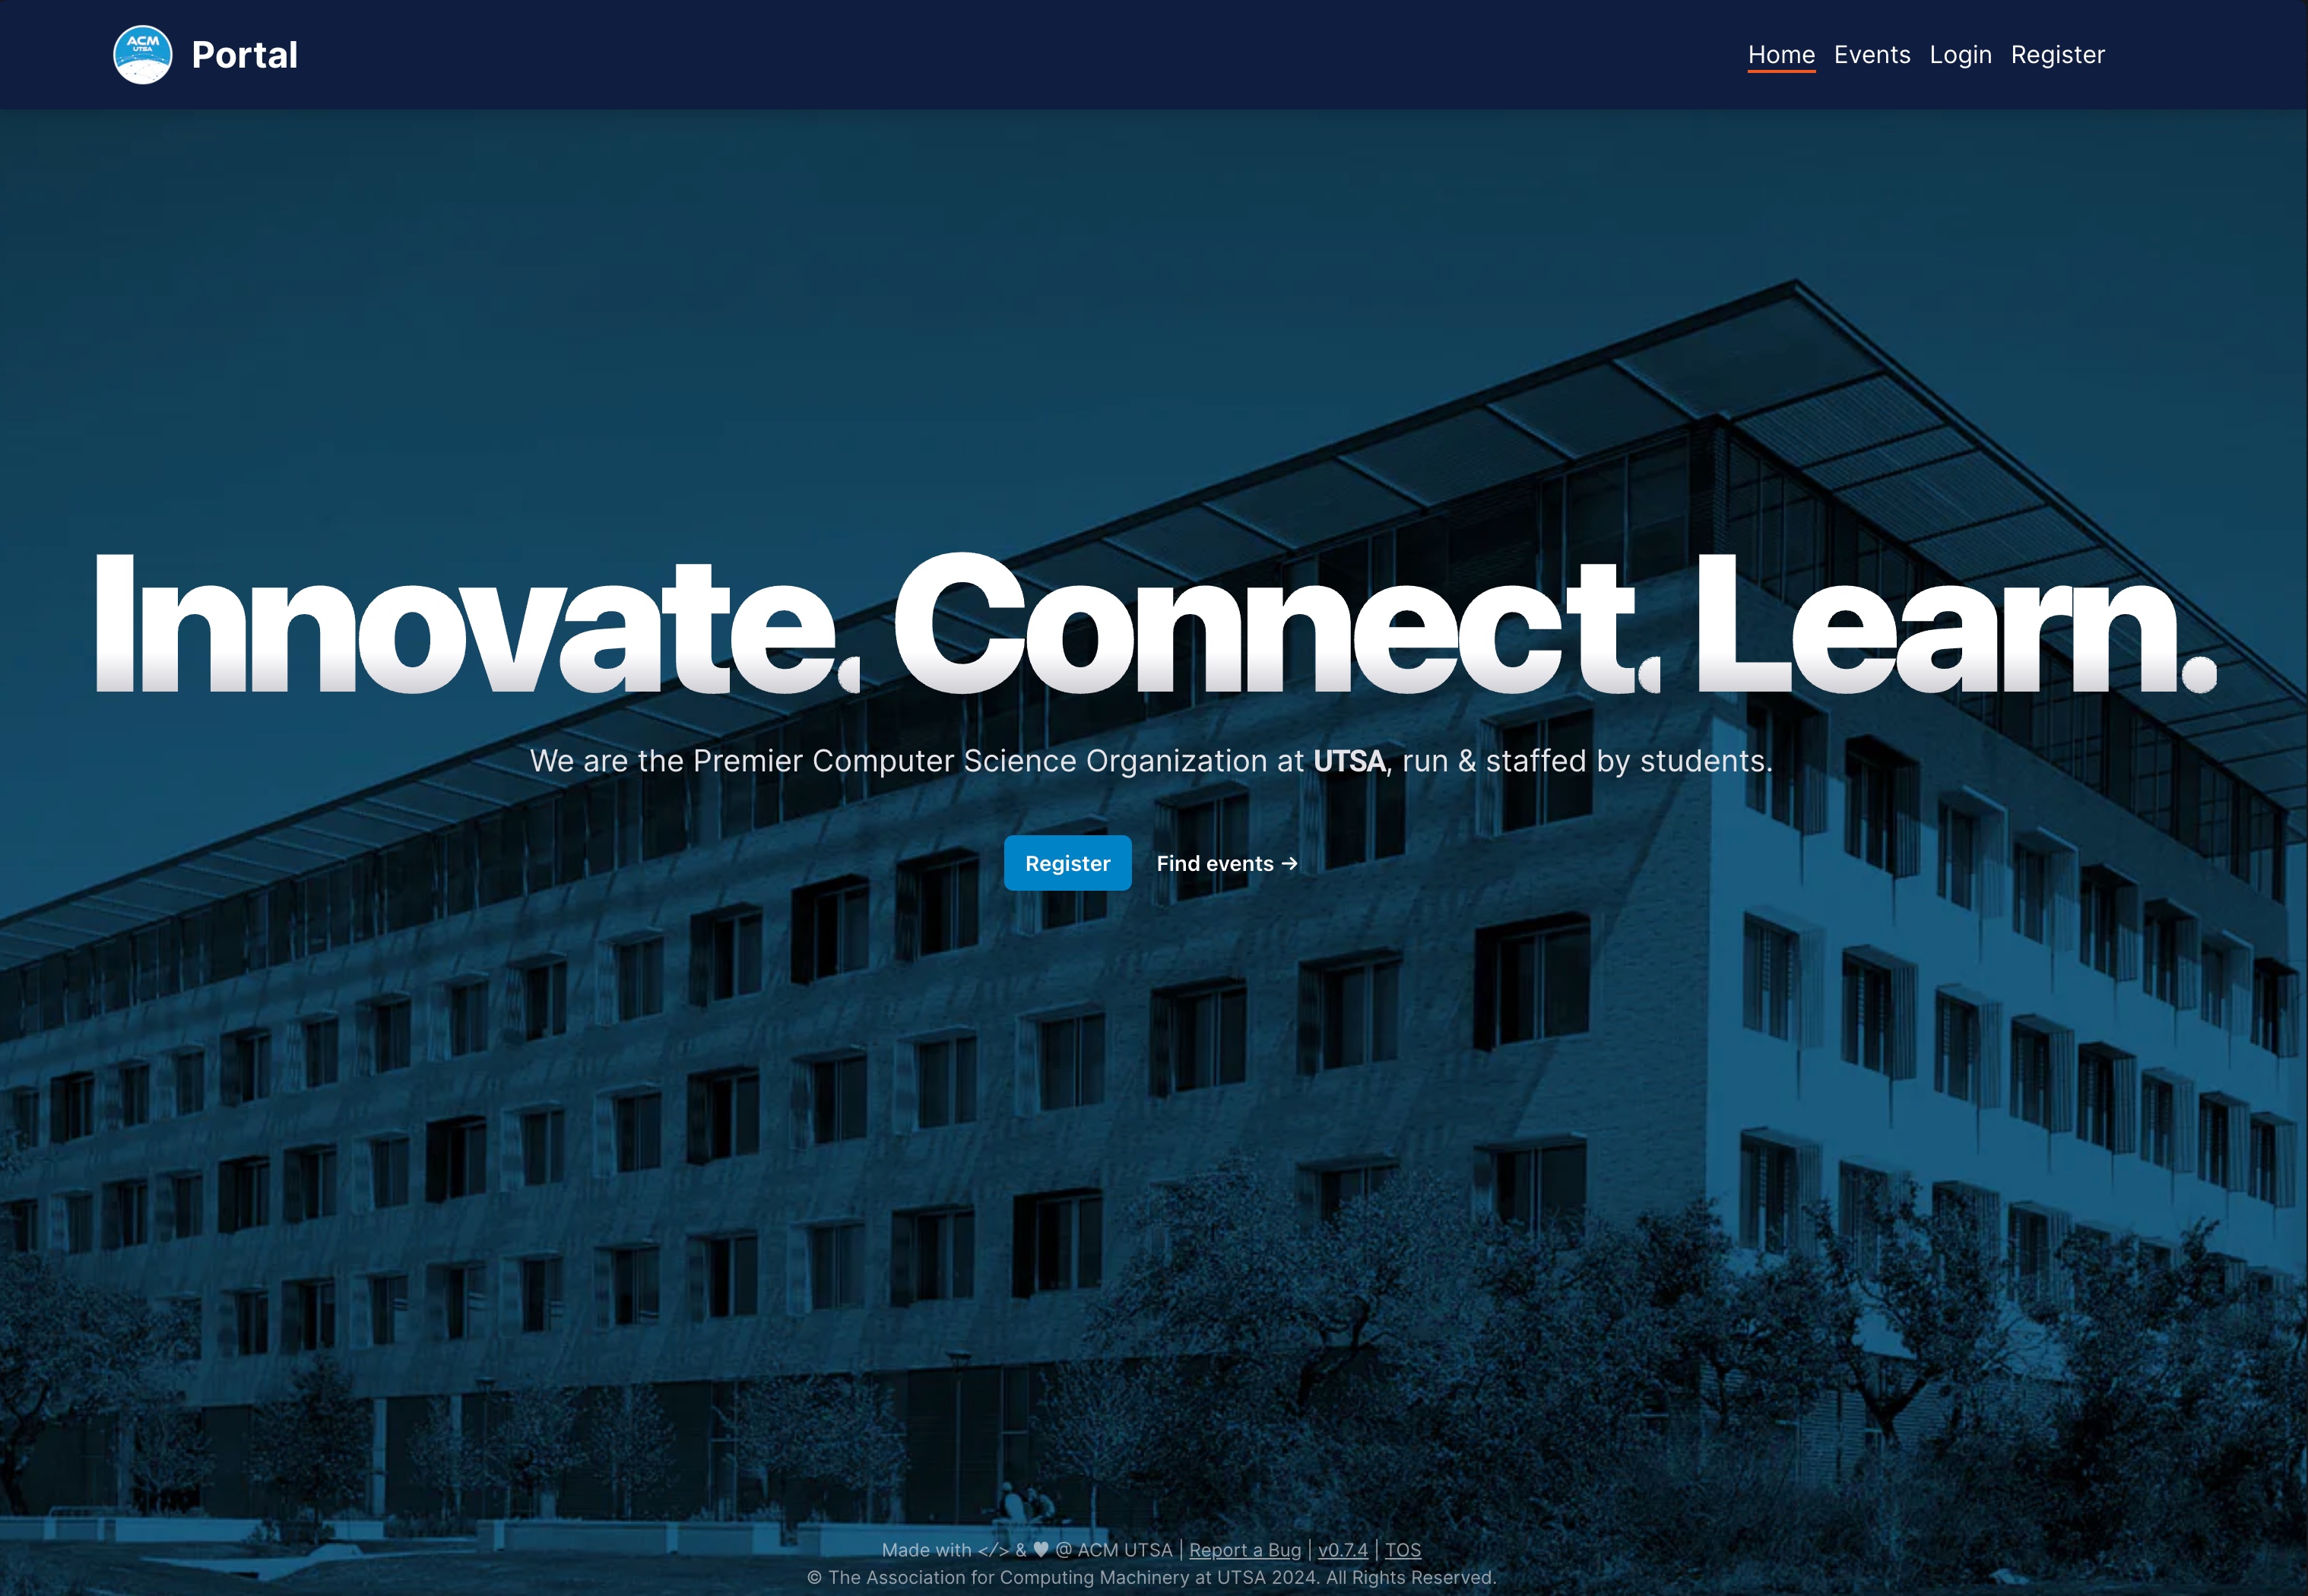 ACM
UTSA
Portal
Home Events Login Register
Innovate. Connect. Learn.
We are the Premier Computer Science Organization at UTSA, run & staffed by students.
Register Find events →
Made with </> & ♥ @ ACM UTSA | Report a Bug | v0.7.4 | TOS
© The Association for Computing Machinery at UTSA 2024. All Rights Reserved.